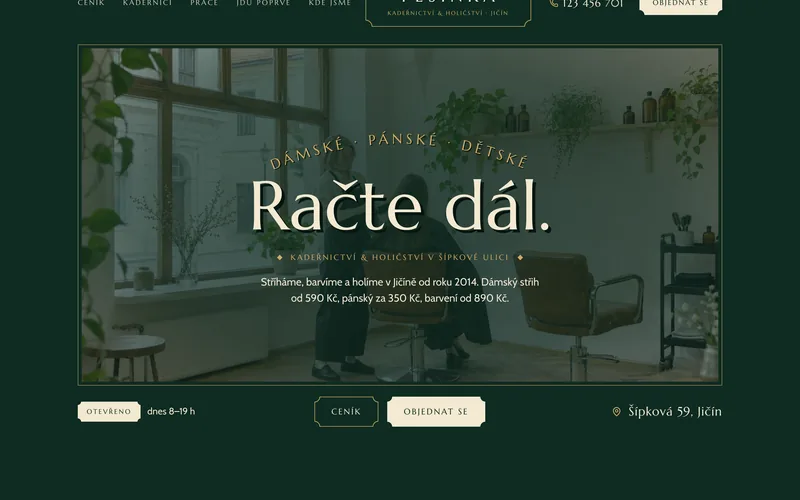 CENÍK KADEŘNÍCI PRÁCE JDU POPRVÉ KDE JSME
KADEŘNICTVÍ & HOLIČSTVÍ · JIČÍN
123 456 701
OBJEDNAT SE
DÁMSKÉ · PÁNSKÉ · DĚTSKÉ
Račte dál.
KADEŘNICTVÍ & HOLIČSTVÍ V ŠÍPKOVÉ ULICI
Stříháme, barvíme a holíme v Jičíně od roku 2014. Dámský střih
od 590 Kč, pánský za 350 Kč, barvení od 890 Kč.
OTEVŘENO dnes 8–19 h
CENÍK
OBJEDNAT SE
Šípková 59, Jičín